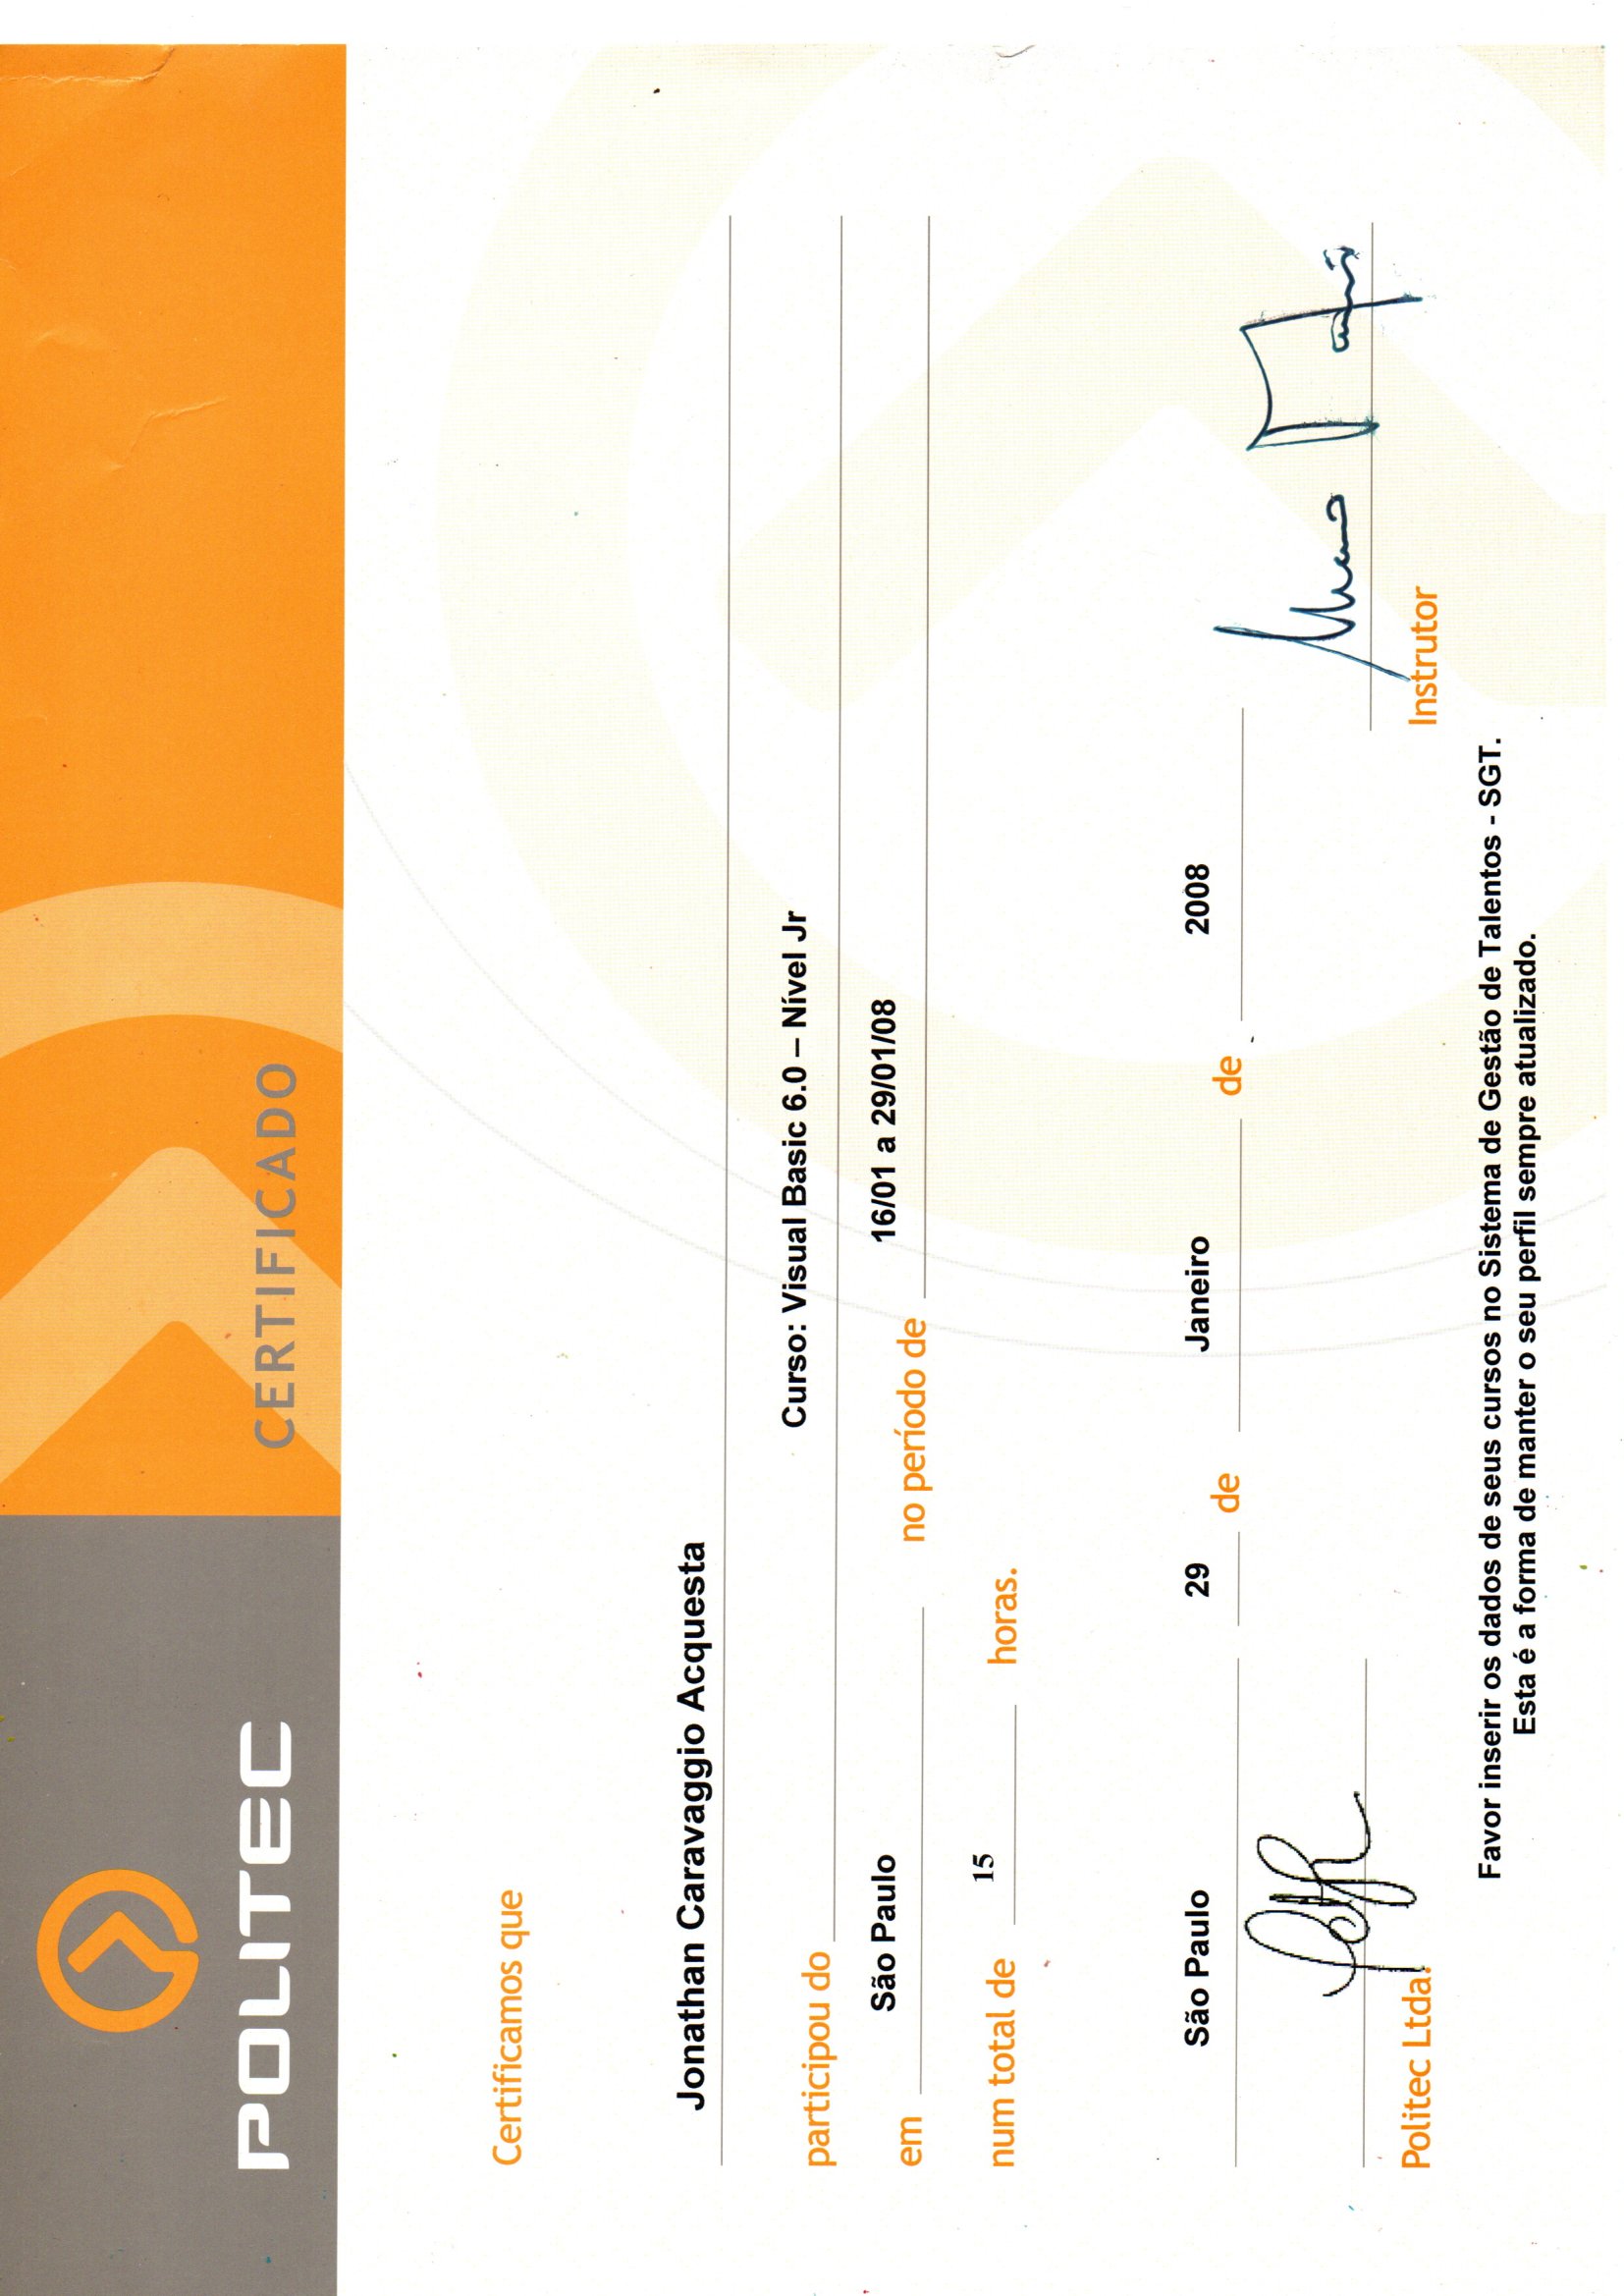 POLITEC
CERTIFICADO
Certificamos que
Jonathan Caravaggio Acquesta
participou do Curso: Visual Basic 6.0 – Nível Jr
em São Paulo no período de 16/01 a 29/01/08
num total de 15 horas.
São Paulo 29 de Janeiro de 2008
Politec Ltda.
Instrutor
Favor inserir os dados de seus cursos no Sistema de Gestão de Talentos - SGT.
Esta é a forma de manter o seu perfil sempre atualizado.